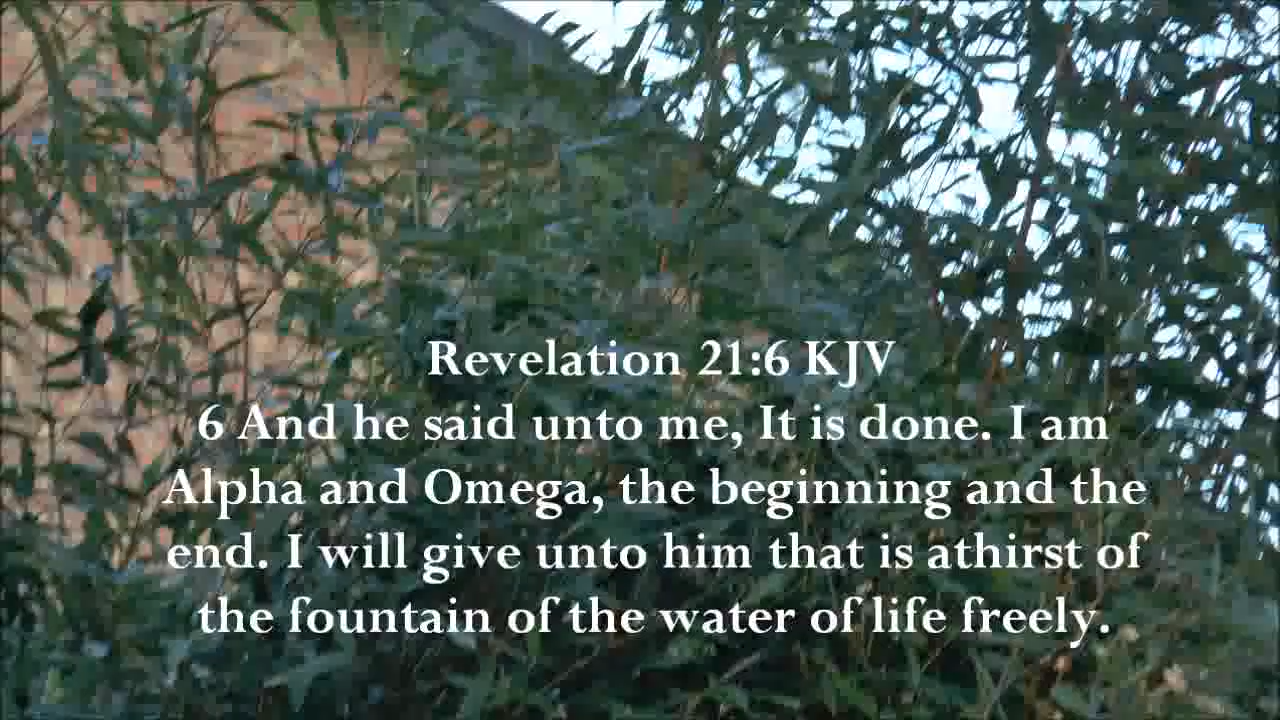 Revelation 21:6 KJV
6 And he said unto me, It is done. I am
Alpha and Omega, the beginning and the
end. I will give unto him that is athirst of
the fountain of the water of life freely.